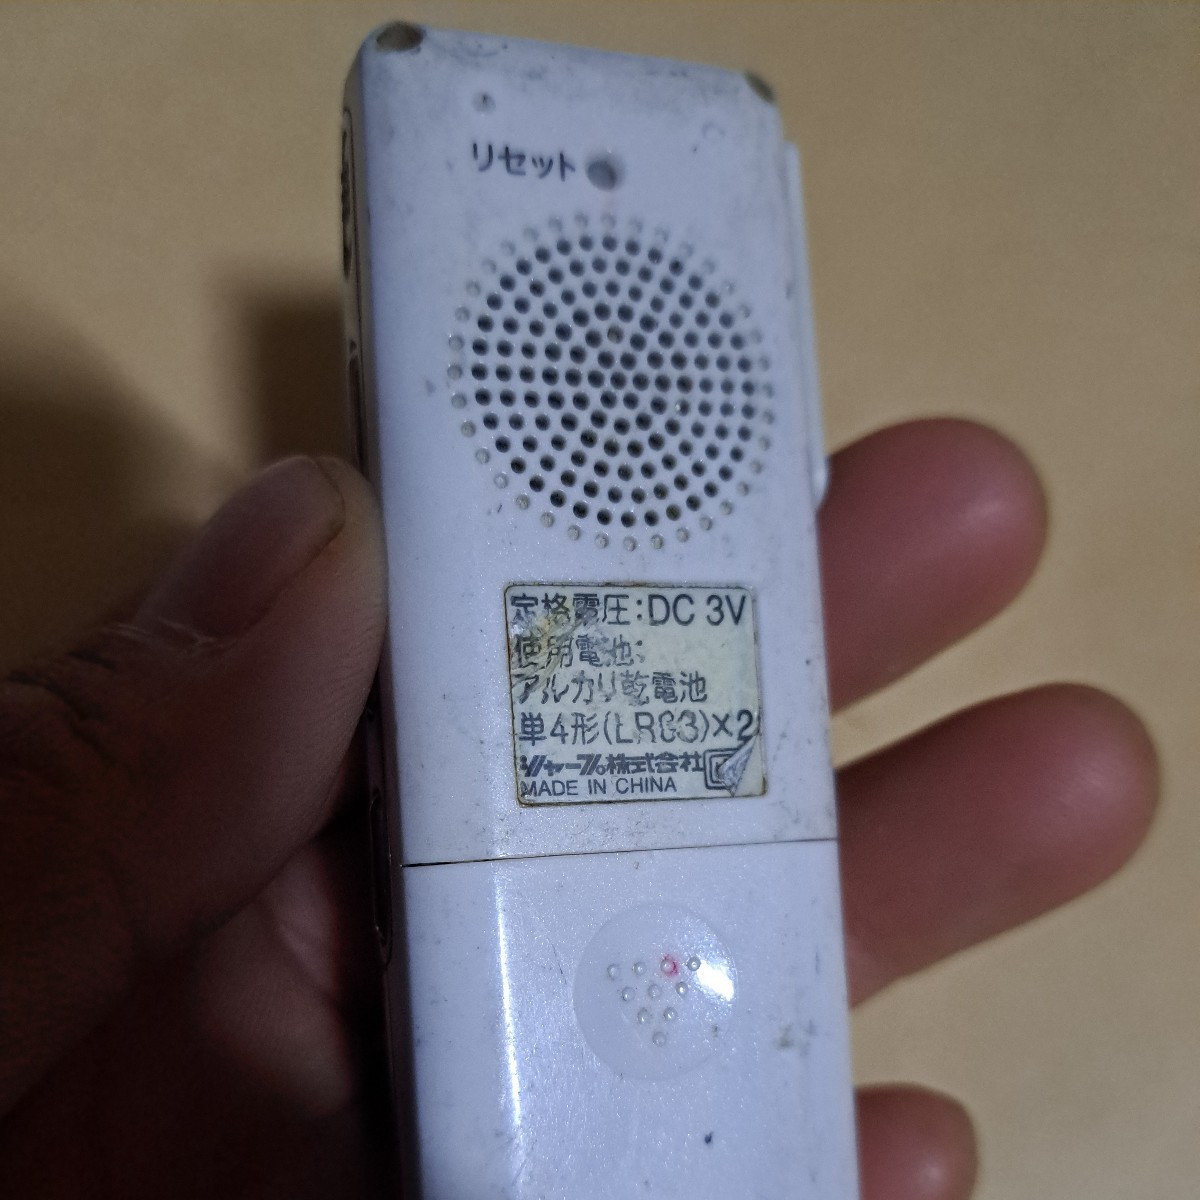 リセット
定格電圧:DC 3V
使用電池:
アルカリ乾電池
単4形(LR03)×2
シャープ株式会社
MADE IN CHINA